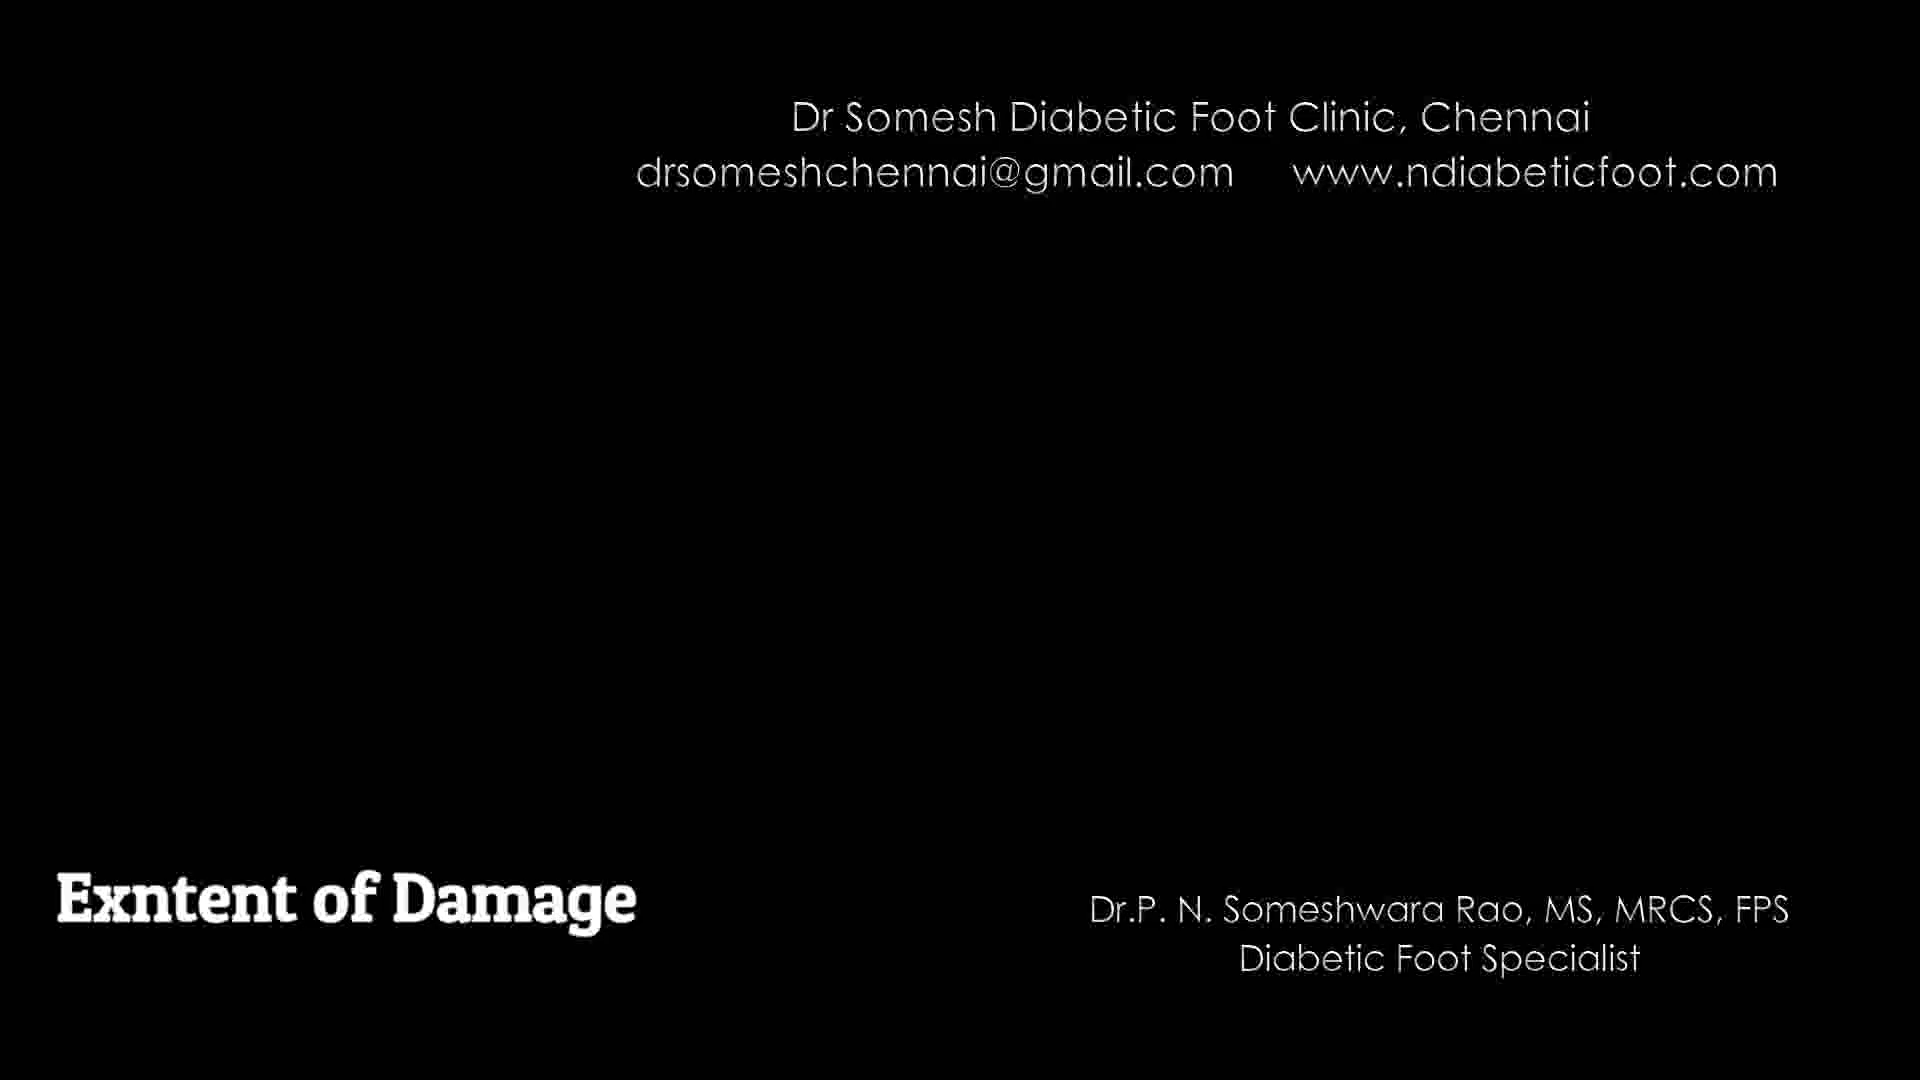 Dr Somesh Diabetic Foot Clinic, Chennai
drsomeshchennai@gmail.com www.ndiabeticfoot.com
Exntent of Damage
Dr.P. N. Someshwara Rao, MS, MRCS, FPS
Diabetic Foot Specialist